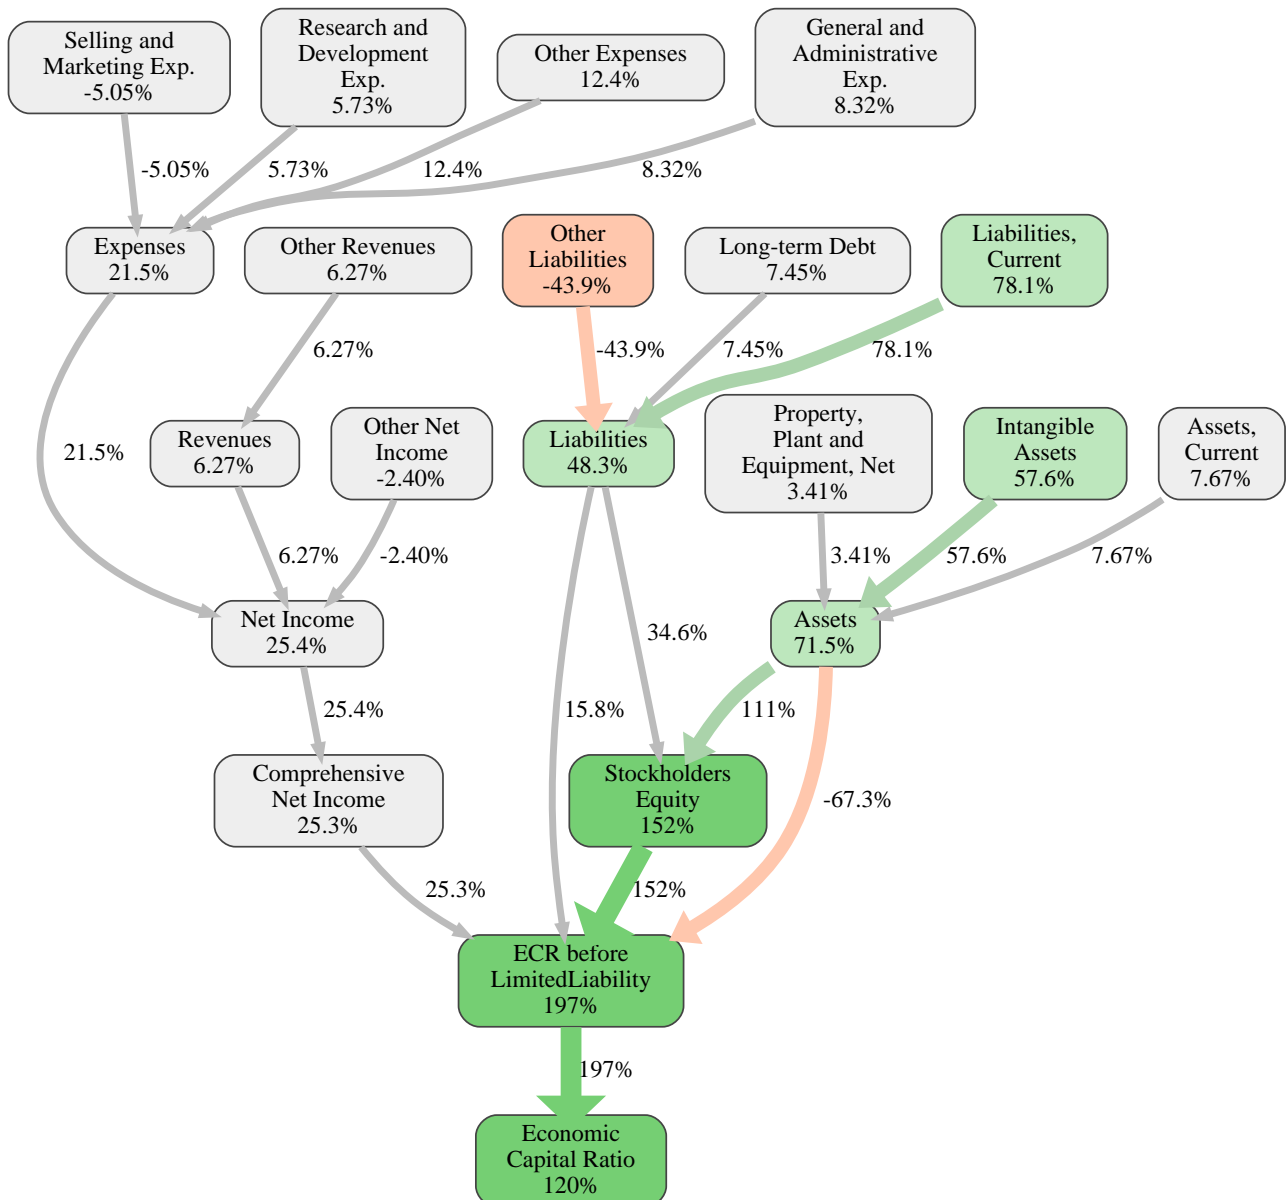 Selling and
Marketing Exp.
-5.05%
Research and
Development
Exp.
5.73%
Other Expenses
12.4%
General and
Administrative
Exp.
8.32%
-5.05%
5.73%
12.4%
8.32%
Expenses
21.5%
Other Revenues
6.27%
Other
Liabilities
-43.9%
Long-term Debt
7.45%
Liabilities,
Current
78.1%
6.27%
-43.9%
7.45%
78.1%
21.5%
Revenues
6.27%
Other Net
Income
-2.40%
Liabilities
48.3%
Property,
Plant and
Equipment, Net
3.41%
Intangible
Assets
57.6%
Assets,
Current
7.67%
6.27%
-2.40%
3.41%
57.6%
7.67%
Net Income
25.4%
34.6%
Assets
71.5%
25.4%
15.8%
111%
Comprehensive
Net Income
25.3%
Stockholders
Equity
152%
-67.3%
25.3%
152%
ECR before
LimitedLiability
197%
197%
Economic
Capital Ratio
120%